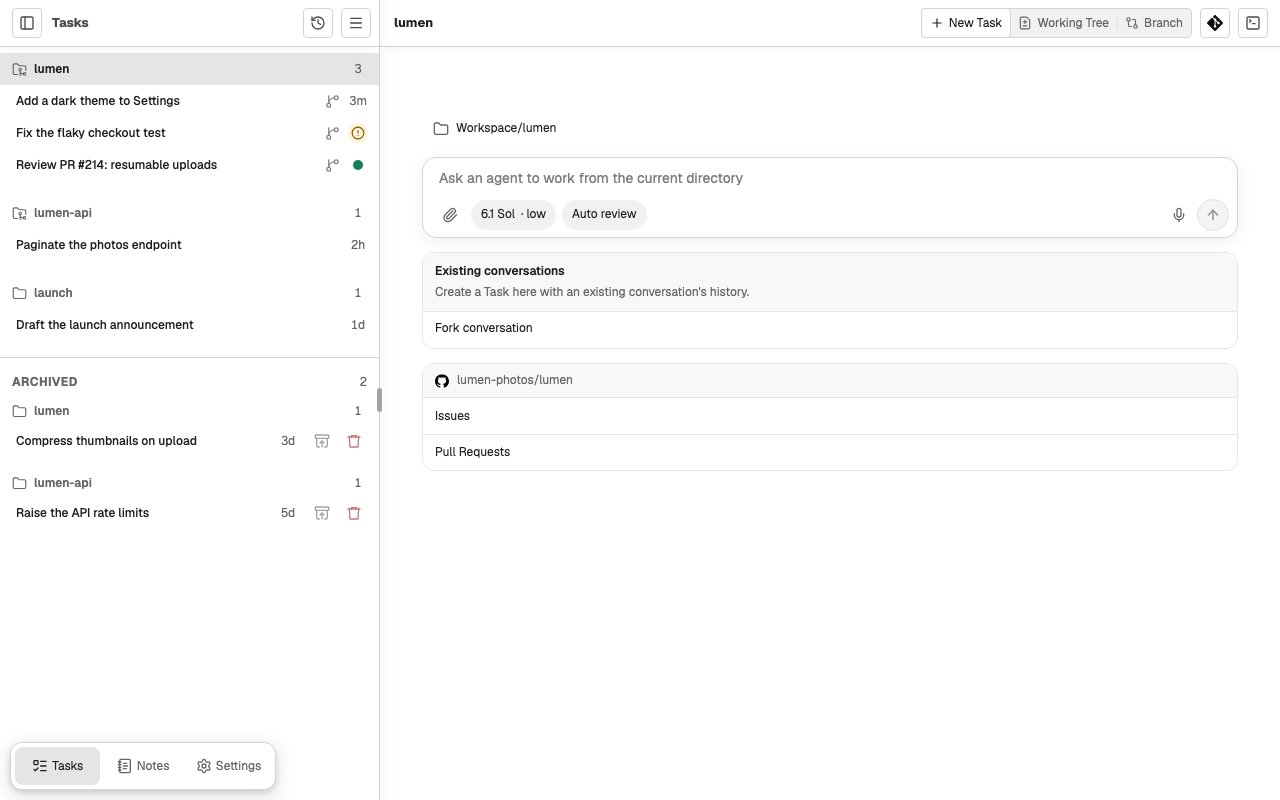 Tasks
lumen
3
Add a dark theme to Settings
3m
Fix the flaky checkout test
Review PR #214: resumable uploads
lumen-api
1
Paginate the photos endpoint
2h
launch
1
Draft the launch announcement
1d
ARCHIVED
2
lumen
1
Compress thumbnails on upload
3d
lumen-api
1
Raise the API rate limits
5d
Tasks
Notes
Settings
lumen
New Task
Working Tree
Branch
Workspace/lumen
Ask an agent to work from the current directory
6.1 Sol · low
Auto review
Existing conversations
Create a Task here with an existing conversation's history.
Fork conversation
lumen-photos/lumen
Issues
Pull Requests